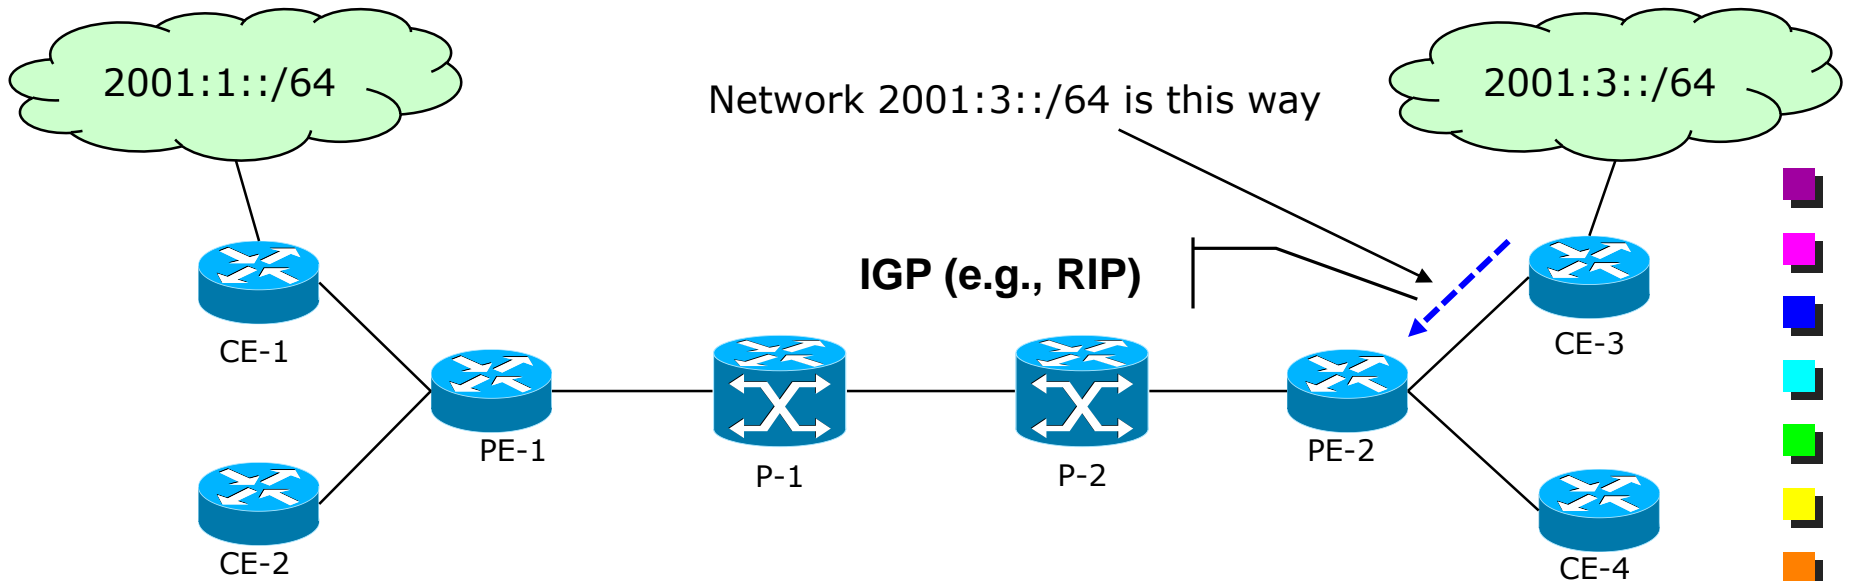 2001:1::/64
2001:3::/64
Network 2001:3::/64 is this way
IGP (e.g., RIP)
CE-1
CE-3
PE-1
P-1
P-2
PE-2
CE-2
CE-4